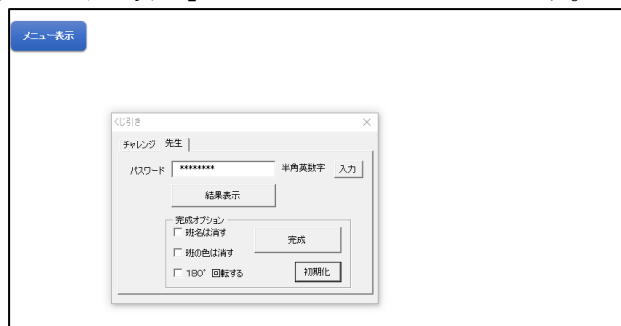 メニュー表示
くじ引き
チャレンジ 先生
パスワード ******** 半角英数字 入力
結果表示
完成オプション
班名は消す
完成
班の色は消す
180° 回転する 初期化